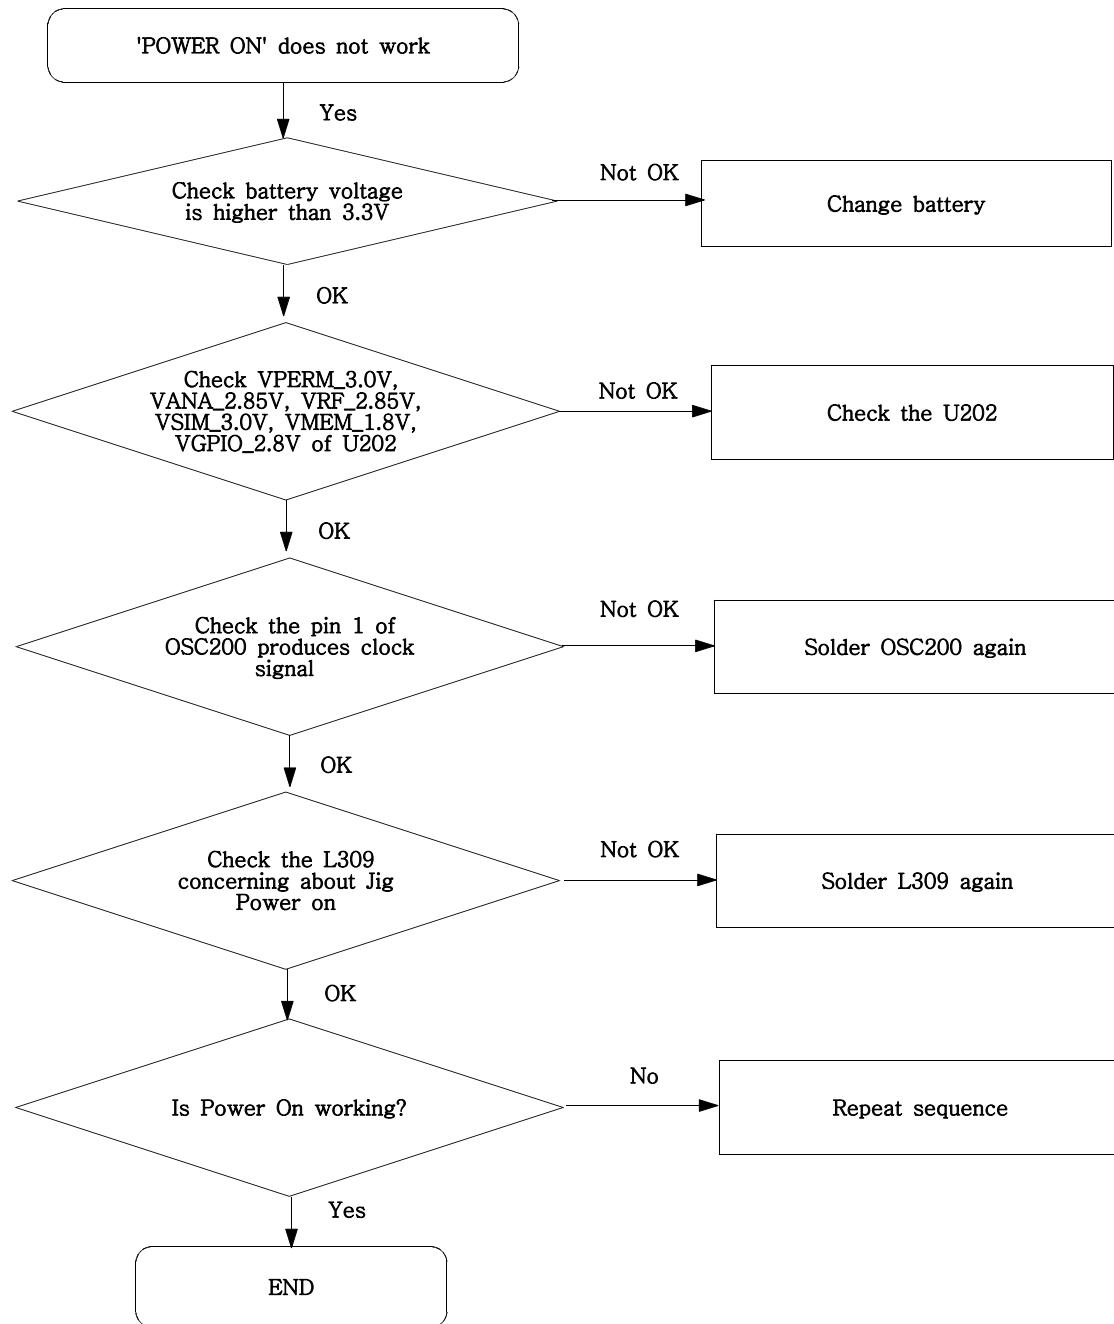 'POWER ON' does not work
Yes
Check battery voltage
is higher than 3.3V
Not OK
Change battery
OK
Check VPERM_3.0V,
VANA_2.85V, VRF_2.85V,
VSIM_3.0V, VMEM_1.8V,
VGPIO_2.8V of U202
Not OK
Check the U202
OK
Check the pin 1 of
OSC200 produces clock
signal
Not OK
Solder OSC200 again
OK
Check the L309
concerning about Jig
Power on
Not OK
Solder L309 again
OK
Is Power On working?
No
Repeat sequence
Yes
END